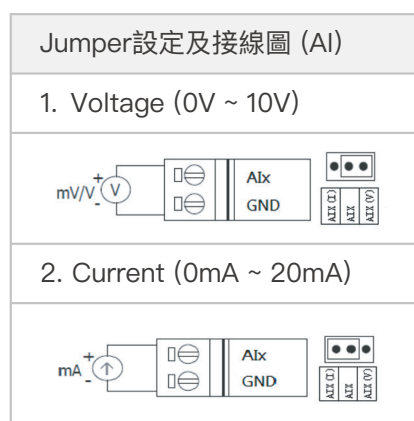 Jumper設定及接線圖 (AI)
1. Voltage (0V ~ 10V)
+
mV/V
V
-
AIx
GND
AIX (I)
AIX
AIX (V)
2. Current (0mA ~ 20mA)
+
mA
-
AIx
GND
AIX (I)
AIX
AIX (V)